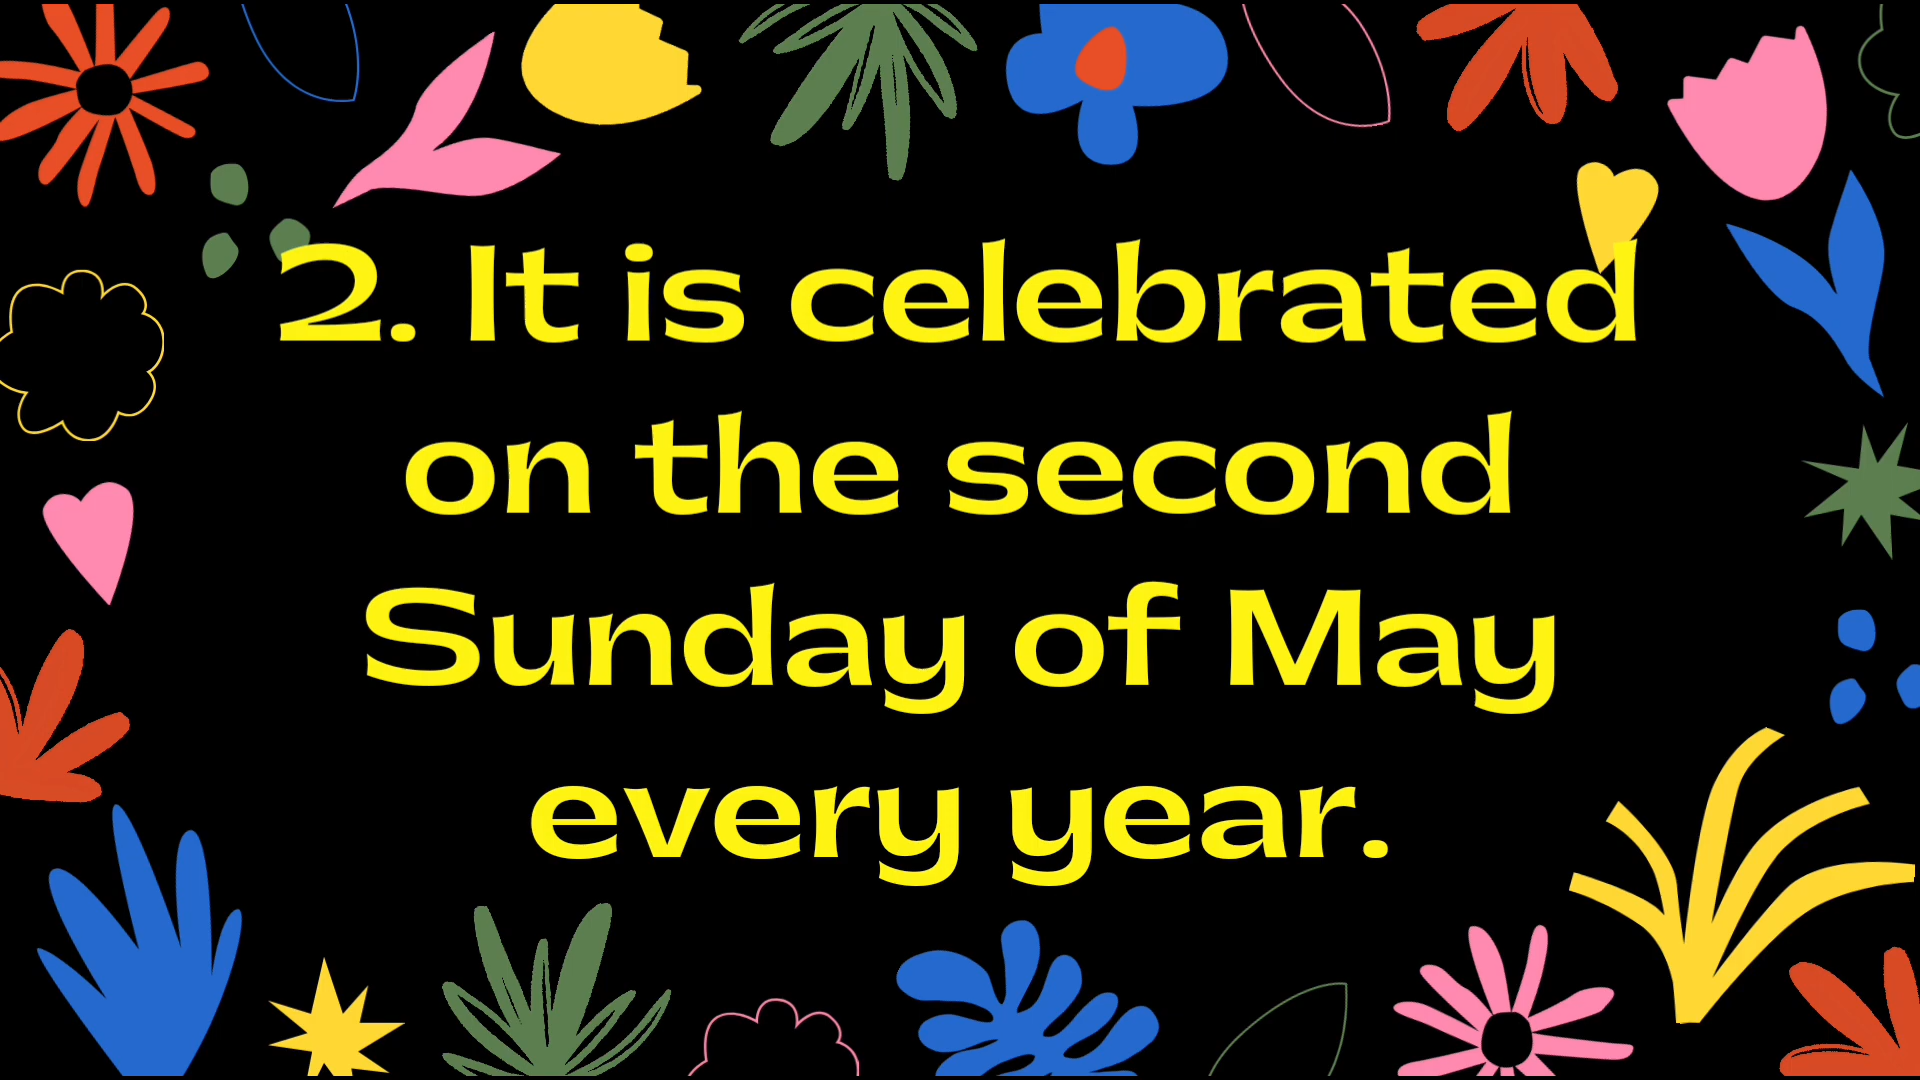 2. It is celebrated
on the second
Sunday of May
every year.